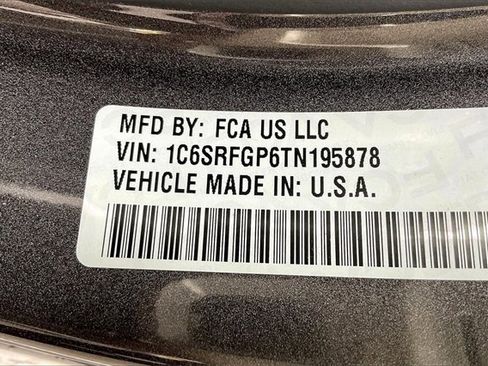 MFD BY: FCA US LLC
VIN: 1C6SRFGP6TN195878
VEHICLE MADE IN: U.S.A.